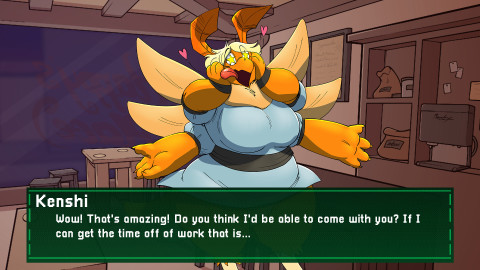 Kenshi
Wow! That's amazing! Do you think I'd be able to come with you? If I
can get the time off of work that is...